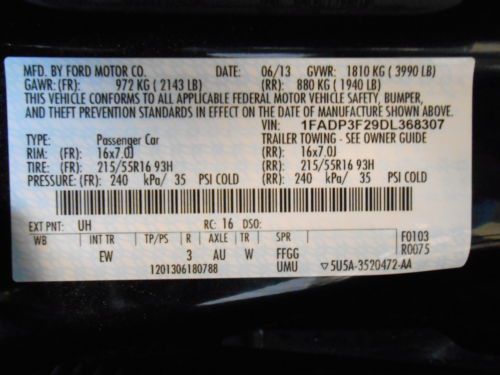 MFD. BY FORD MOTOR CO. DATE: 06/13 GVWR: 1810 KG ( 3990 LB)
GAWR: (FR): 972 KG ( 2143 LB) (RR): 880 KG ( 1940 LB)
THIS VEHICLE CONFORMS TO ALL APPLICABLE FEDERAL MOTOR VEHICLE SAFETY, BUMPER,
AND THEFT PREVENTION STANDARDS IN EFFECT ON THE DATE OF MANUFACTURE SHOWN ABOVE.
VIN: 1FADP3F29DL368307
TYPE: Passenger Car TRAILER TOWING - SEE OWNER GUIDE
RIM: (FR): 16x7.0J (RR): 16x7.0J
TIRE: (FR): 215/55R16 93H (RR): 215/55R16 93H
PRESSURE: (FR): 240 kPa/ 35 PSI COLD (RR): 240 kPa/ 35 PSI COLD
EXT PNT: UH RC: 16 DSO:
WB INT TR TP/PS R AXLE TR SPR F0103
EW 3 AU W FFGG R0075
1201306180788 UMU ▽5U5A-3520472-AA